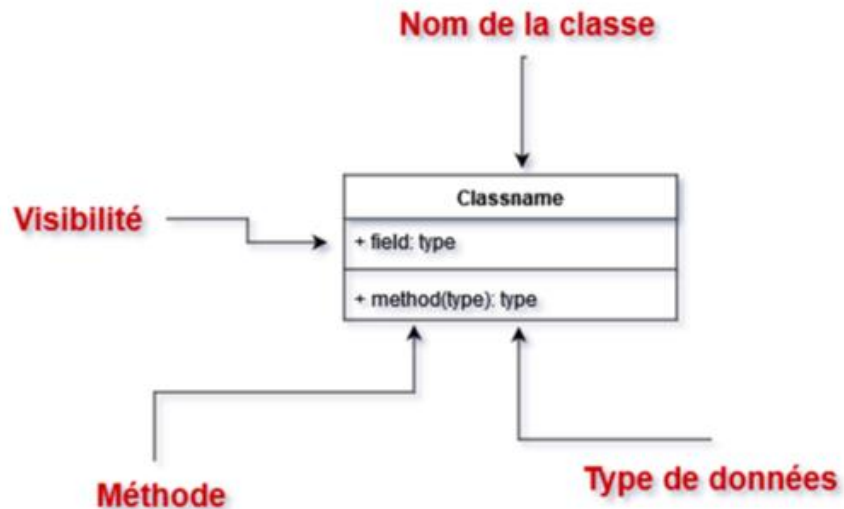 Nom de la classe
Classname
Visibilité
+ field: type
+ method(type): type
Méthode
Type de données